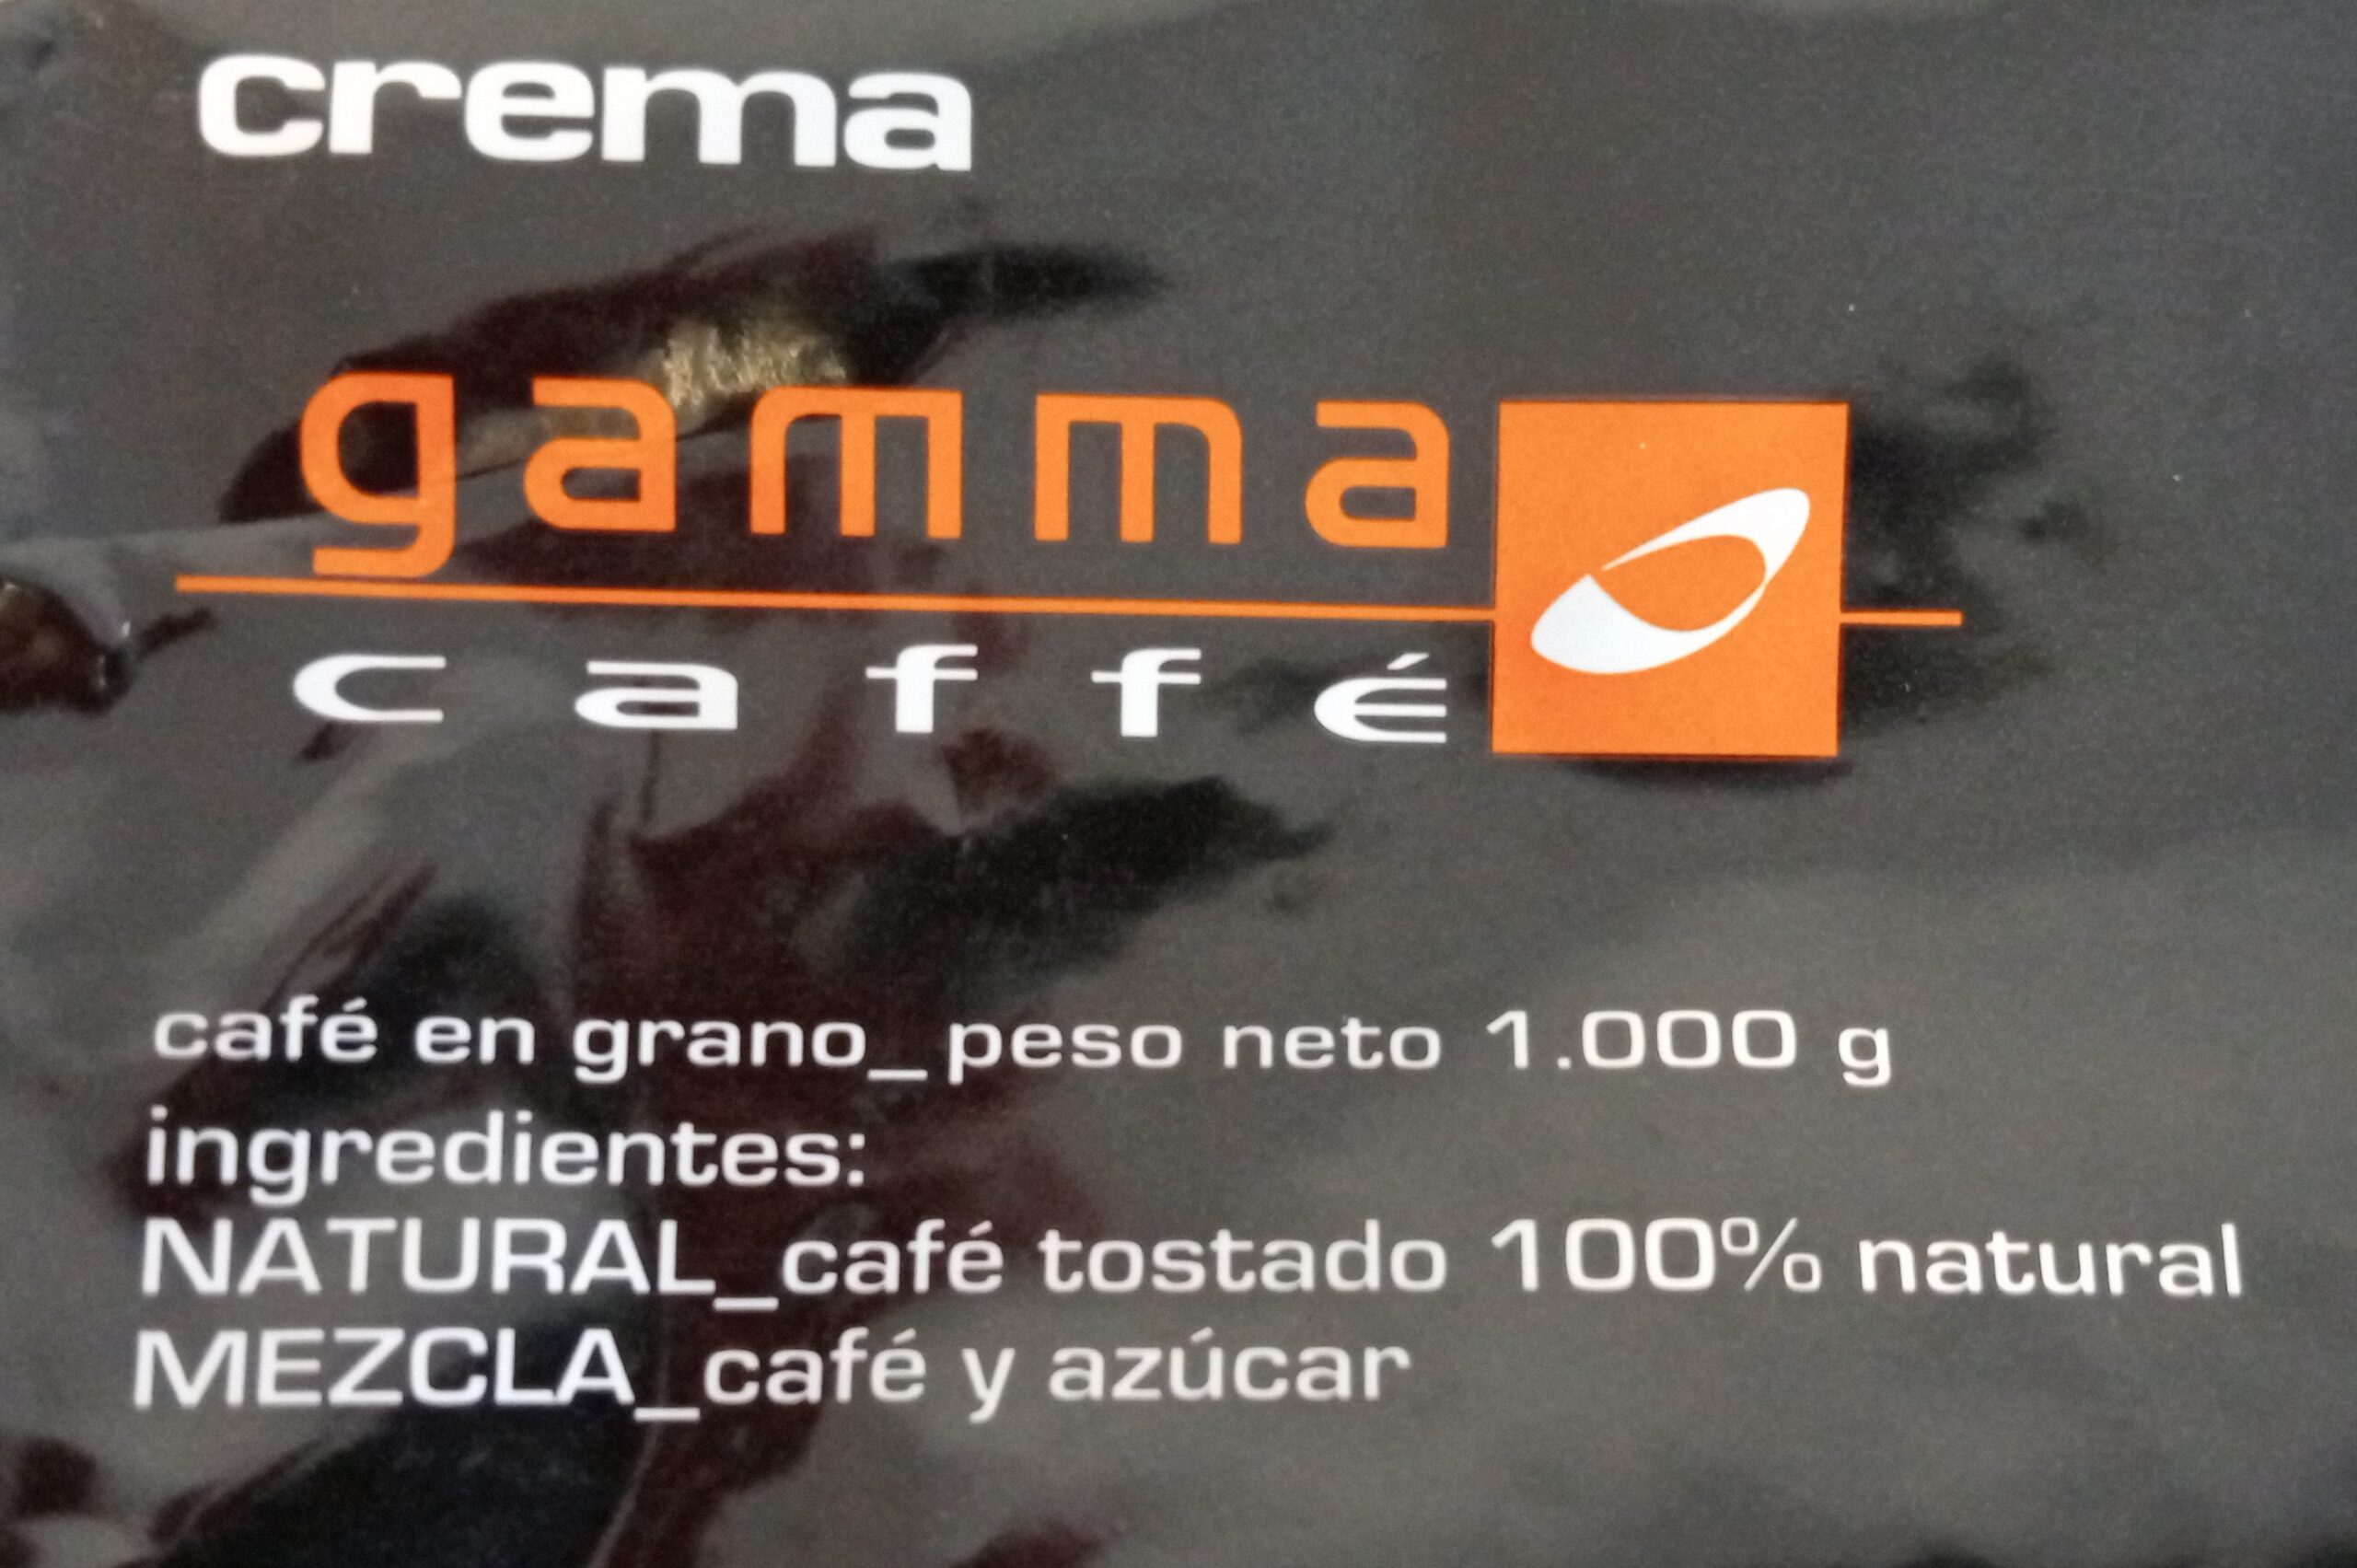 crema
gamma
caffé
café en grano_peso neto 1.000 g
ingredientes:
NATURAL_café tostado 100% natural
MEZCLA_café y azúcar